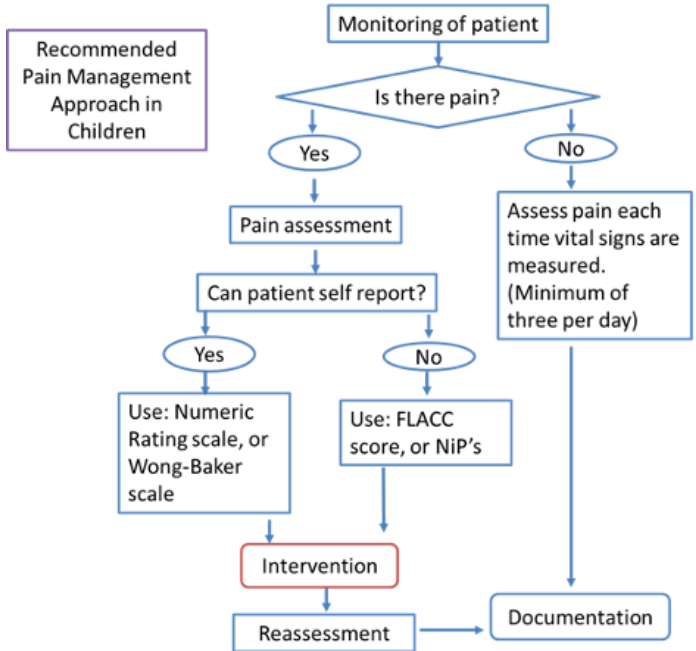 Recommended
Pain Management
Approach in
Children
Monitoring of patient
Is there pain?
Yes
No
Pain assessment
Assess pain each
time vital signs are
measured.
(Minimum of
three per day)
Can patient self report?
Yes
No
Use: Numeric
Rating scale, or
Wong-Baker
scale
Use: FLACC
score, or NiP's
Intervention
Reassessment
Documentation